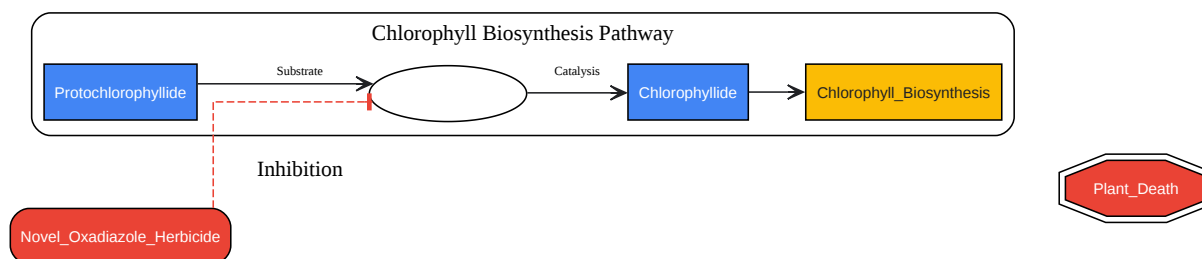 Chlorophyll Biosynthesis Pathway
Protochlorophyllide
Substrate
Catalysis
Chlorophyllide
Chlorophyll_Biosynthesis
Inhibition
Plant_Death
Novel_Oxadiazole_Herbicide